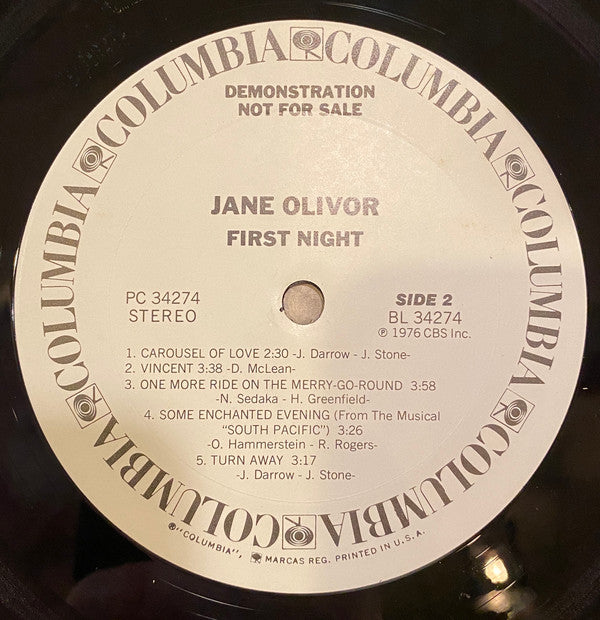 COLUMBIA COLUMBIA COLUMBIA COLUMBIA COLUMBIA COLUMBIA
DEMONSTRATION
NOT FOR SALE
JANE OLIVOR
FIRST NIGHT
PC 34274
STEREO
SIDE 2
BL 34274
℗ 1976 CBS Inc.
1. CAROUSEL OF LOVE 2:30 -J. Darrow - J. Stone-
2. VINCENT 3:38 -D. McLean-
3. ONE MORE RIDE ON THE MERRY-GO-ROUND 3:58
-N. Sedaka - H. Greenfield-
4. SOME ENCHANTED EVENING (From The Musical
"SOUTH PACIFIC") 3:26
-O. Hammerstein - R. Rogers-
5. TURN AWAY 3:17
-J. Darrow - J. Stone-
®"COLUMBIA", MARCAS REG. PRINTED IN U.S.A.